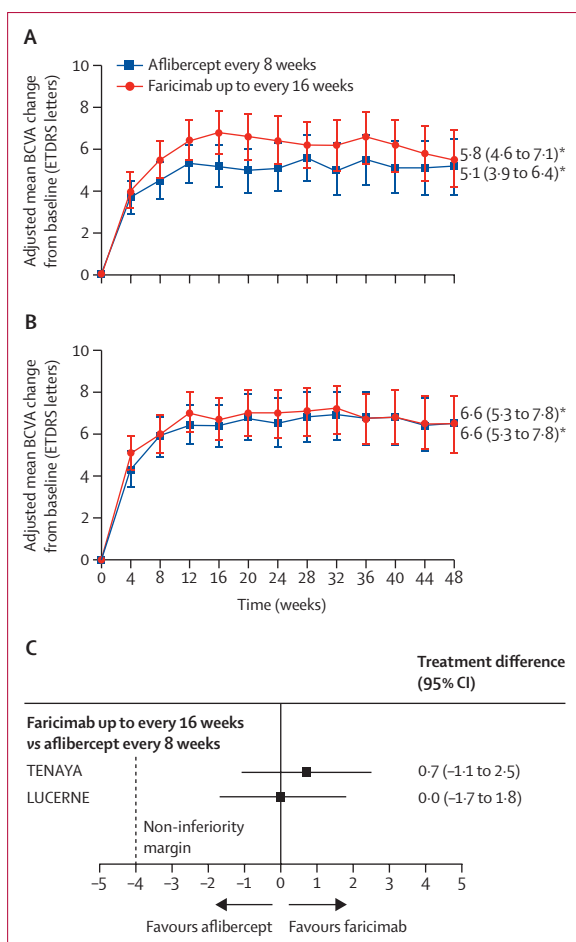 A
Aflibercept every 8 weeks
Faricimab up to every 16 weeks
Adjusted mean BCVA change
from baseline (ETDRS letters)
10
8
6
4
2
0
5·8 (4·6 to 7·1)*
5·1 (3·9 to 6·4)*
B
Adjusted mean BCVA change
from baseline (ETDRS letters)
10
8
6
4
2
0
6·6 (5·3 to 7·8)*
6·6 (5·3 to 7·8)*
0 4 8 12 16 20 24 28 32 36 40 44 48
Time (weeks)
C
Treatment difference
(95% CI)
Faricimab up to every 16 weeks
vs aflibercept every 8 weeks
TENAYA 0·7 (–1·1 to 2·5)
LUCERNE 0·0 (–1·7 to 1·8)
Non-inferiority
margin
–5 –4 –3 –2 –1 0 1 2 3 4 5
Favours aflibercept Favours faricimab